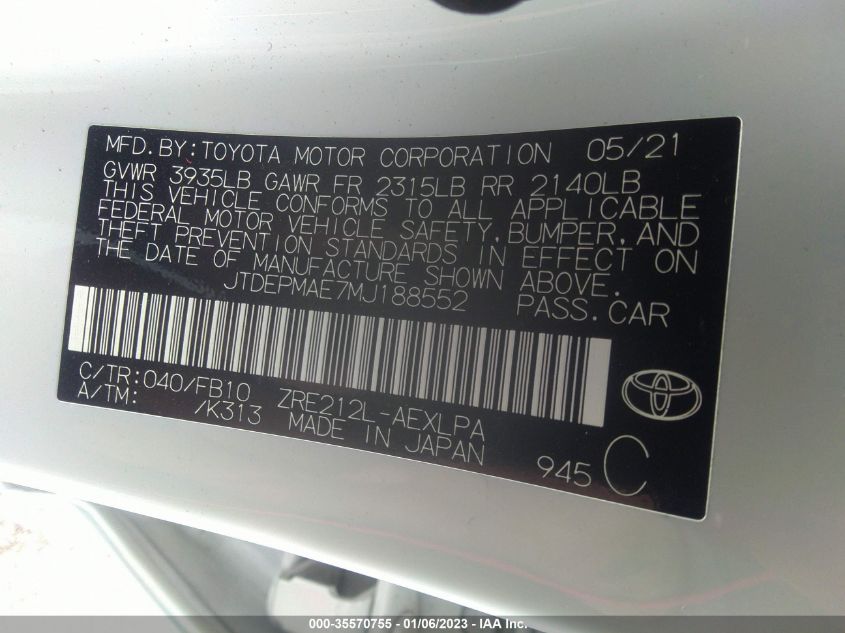 MFD.BY:TOYOTA MOTOR CORPORATION 05/21
GVWR 3935LB GAWR FR 2315LB RR 2140LB
THIS VEHICLE CONFORMS TO ALL APPLICABLE
FEDERAL MOTOR VEHICLE SAFETY,BUMPER,AND
THEFT PREVENTION STANDARDS IN EFFECT ON
THE DATE OF MANUFACTURE SHOWN ABOVE.
JTDEPMAE7MJ188552 PASS.CAR
C/TR:040/FB10 ZRE212L-AEXLPA
A/TM: /K313 MADE IN JAPAN
945 C
000-35570755 - 01/06/2023 - IAA Inc.